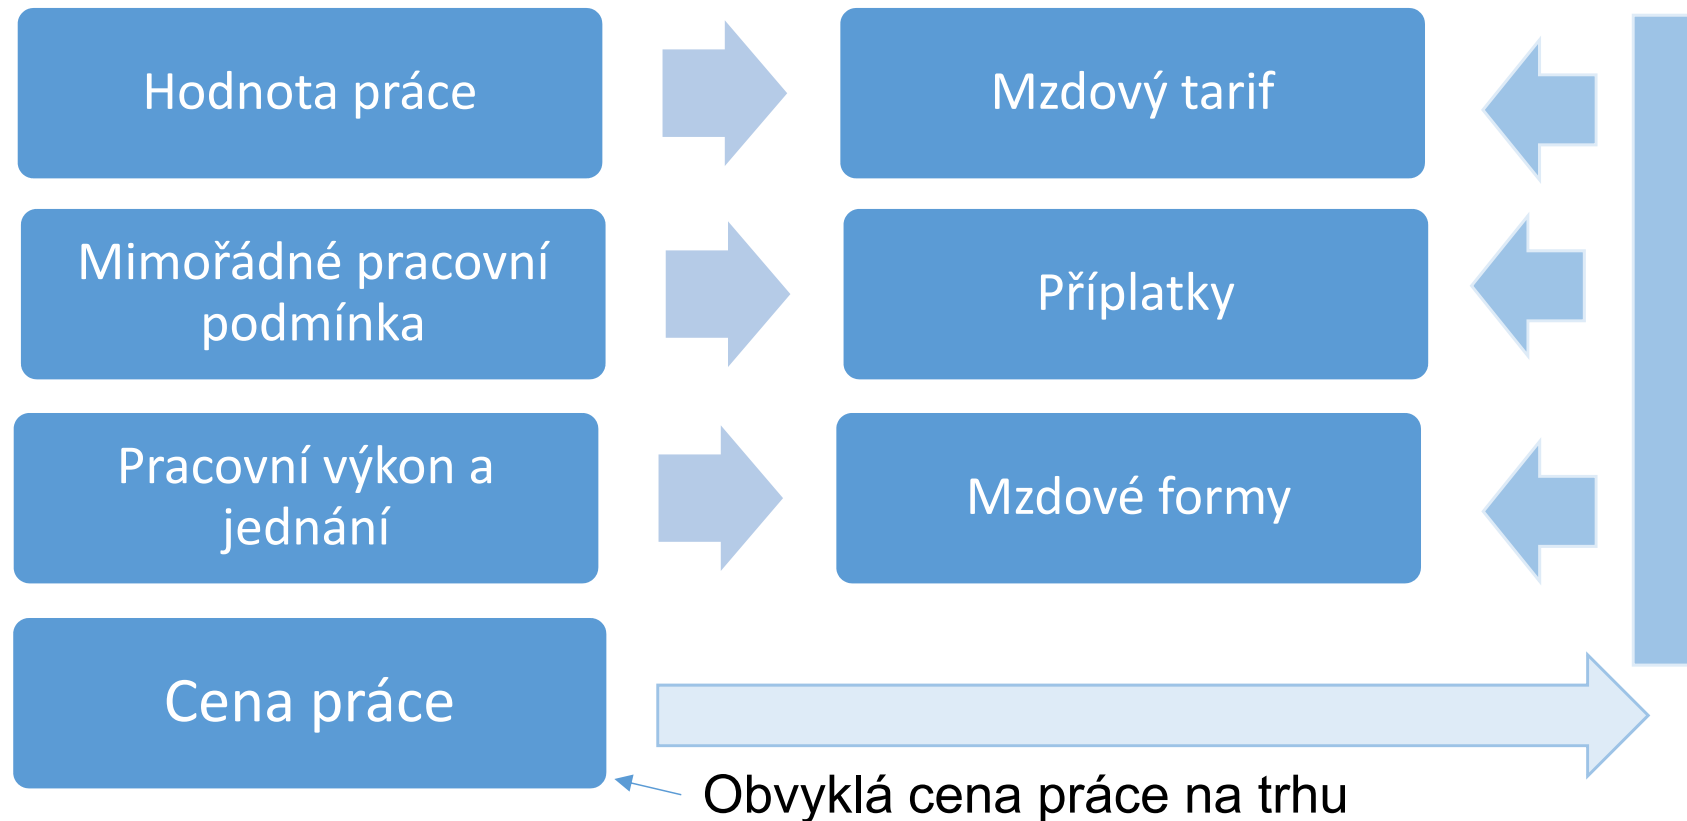 Hodnota práce
Mzdový tarif
Mimořádné pracovní
podmínka
Příplatky
Pracovní výkon a
jednání
Mzdové formy
Cena práce
Obvyklá cena práce na trhu